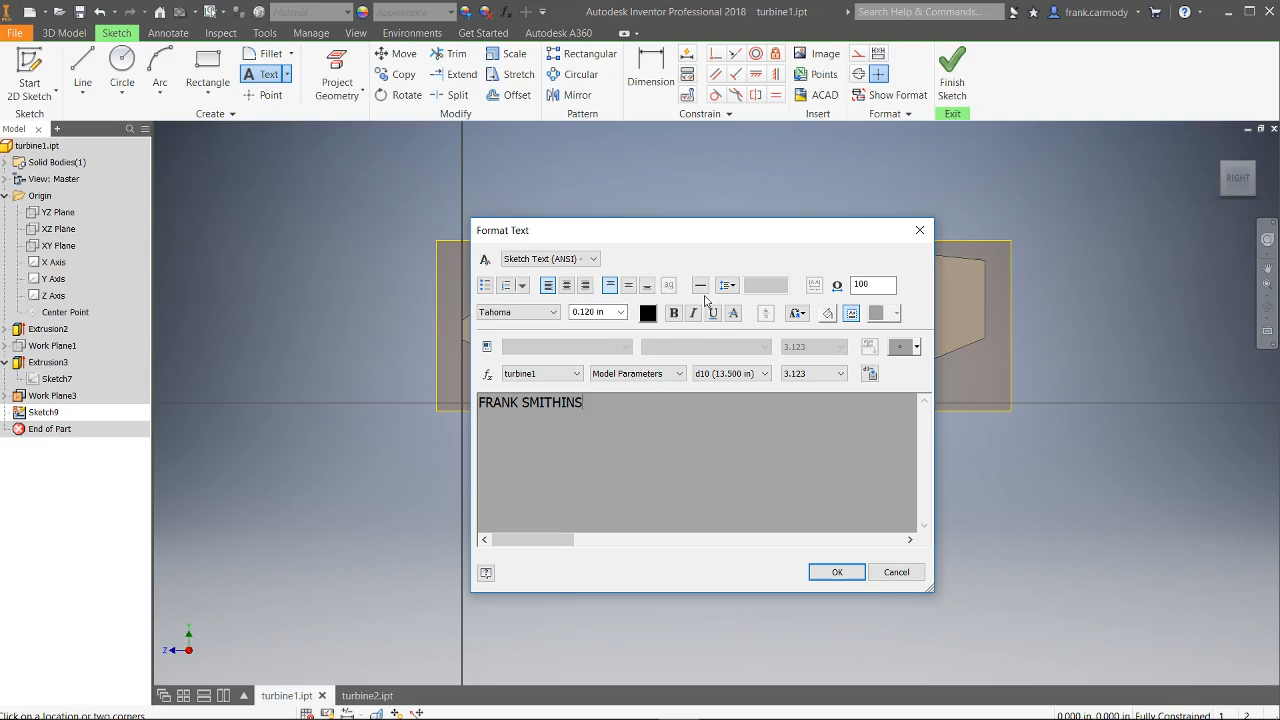 Material
Appearance
Autodesk Inventor Professional 2018 turbine1.ipt
Search Help & Commands...
frank.carmody
File 3D Model Sketch Annotate Inspect Tools Manage View Environments Get Started Autodesk A360
Start 2D Sketch
Line
Circle
Arc
Rectangle
Fillet
Text
Point
Project Geometry
Move
Copy
Rotate
Trim
Extend
Split
Scale
Stretch
Offset
Rectangular
Circular
Mirror
Dimension
Image
Points
ACAD
Show Format
Finish Sketch
Sketch Create Modify Pattern Constrain Insert Format Exit
Model
turbine1.ipt
Solid Bodies(1)
View: Master
Origin
YZ Plane
XZ Plane
XY Plane
X Axis
Y Axis
Z Axis
Center Point
Extrusion2
Work Plane1
Extrusion3
Sketch7
Work Plane3
Sketch9
End of Part
RIGHT
Format Text
Sketch Text (ANSI) -
100
Tahoma
0.120 in
B I U A
3.123
fx turbine1 Model Parameters d10 (13.500 in) 3.123
FRANK SMITHINS
OK Cancel
Y
Z
turbine1.ipt turbine2.ipt
Click on a location or two corners
0.000 in, 0.000 in Fully Constrained 1 2